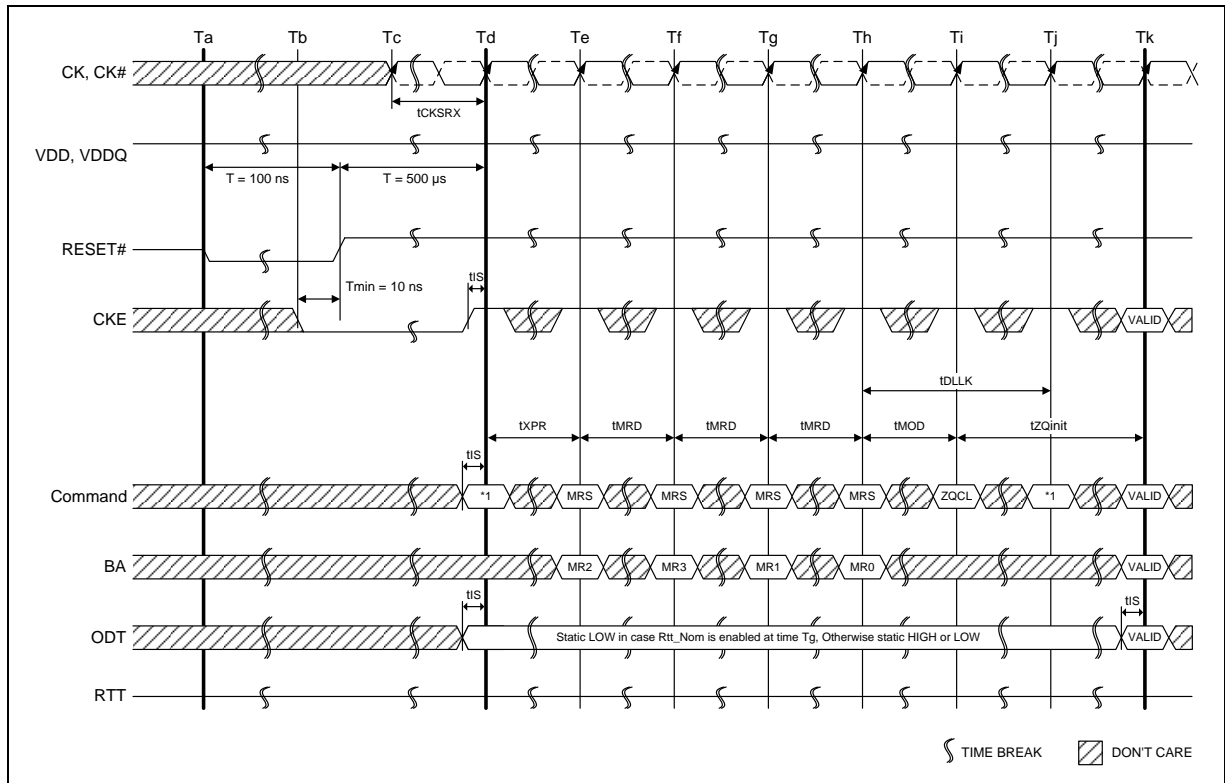 Ta Tb Tc Td Te Tf Tg Th Ti Tj Tk
CK, CK#
tCKSRX
VDD, VDDQ
T = 100 ns T = 500 µs
RESET#
Tmin = 10 ns
tIS
CKE VALID
tDLLK
tXPR tMRD tMRD tMRD tMOD tZQinit
tIS
Command *1 MRS MRS MRS MRS ZQCL *1 VALID
BA MR2 MR3 MR1 MR0 VALID
tIS tIS
ODT Static LOW in case Rtt_Nom is enabled at time Tg, Otherwise static HIGH or LOW VALID
RTT
TIME BREAK DON'T CARE